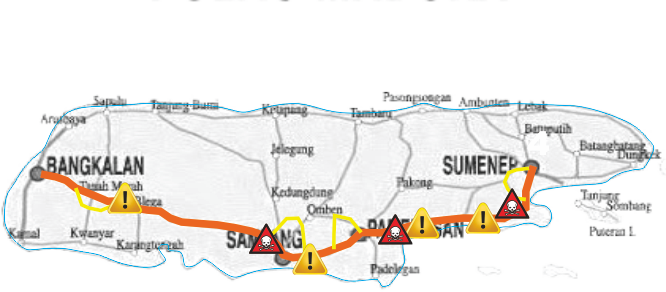 Pasongsongan
Sapulu
Tanjung Bumi
Ketapang
Ambunten
Lebak
Arosbaya
Tambaru
Batuputih
Jelegung
Batangbatang
BANGKALAN
Dungkek
SUMENEP
Tanah Merah
Pakong
Blega
Kedungdung
Tanjung
Sombang
Omben
Kamal
Kwanyar
Puteran I.
Karangtengah
Padelegan